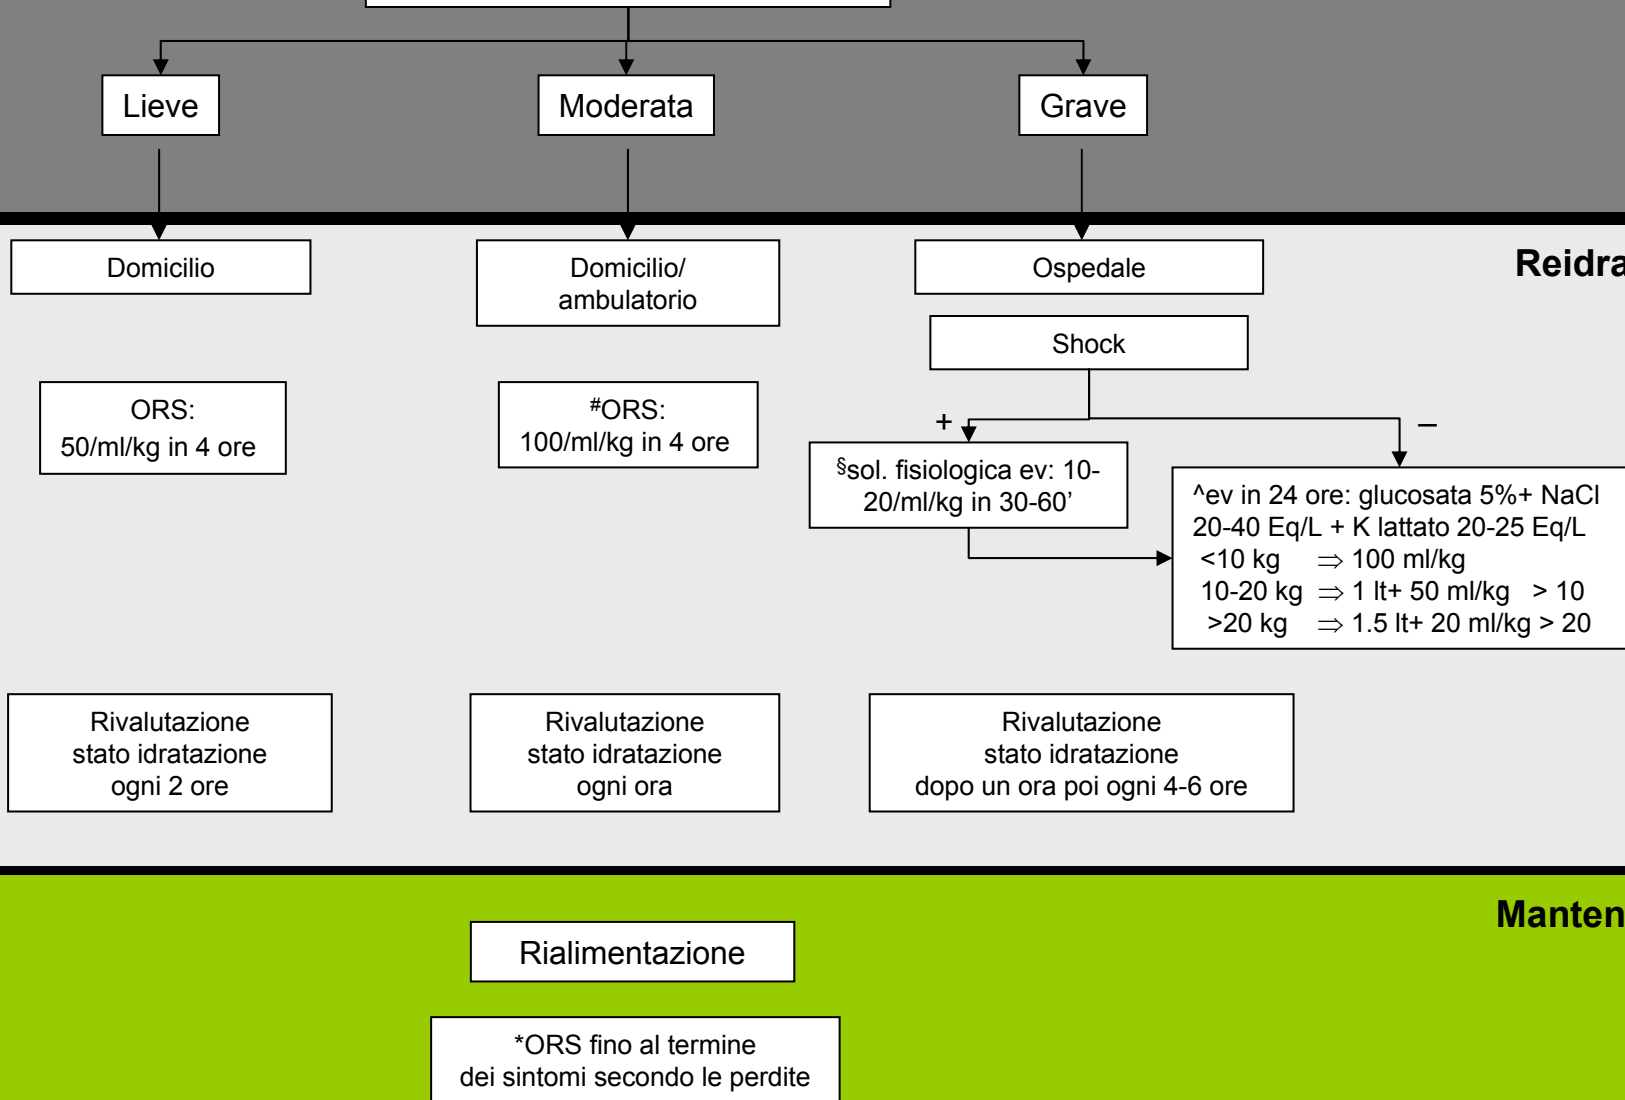 Lieve
Moderata
Grave
Domicilio
Domicilio/
ambulatorio
Ospedale
Reidra
Shock
ORS:
50/ml/kg in 4 ore
#ORS:
100/ml/kg in 4 ore
+
–
§sol. fisiologica ev: 10-
20/ml/kg in 30-60’
^ev in 24 ore: glucosata 5%+ NaCl
20-40 Eq/L + K lattato 20-25 Eq/L
<10 kg ⇒ 100 ml/kg
10-20 kg ⇒ 1 lt+ 50 ml/kg > 10
>20 kg ⇒ 1.5 lt+ 20 ml/kg > 20
Rivalutazione
stato idratazione
ogni 2 ore
Rivalutazione
stato idratazione
ogni ora
Rivalutazione
stato idratazione
dopo un ora poi ogni 4-6 ore
Manten
Rialimentazione
*ORS fino al termine
dei sintomi secondo le perdite